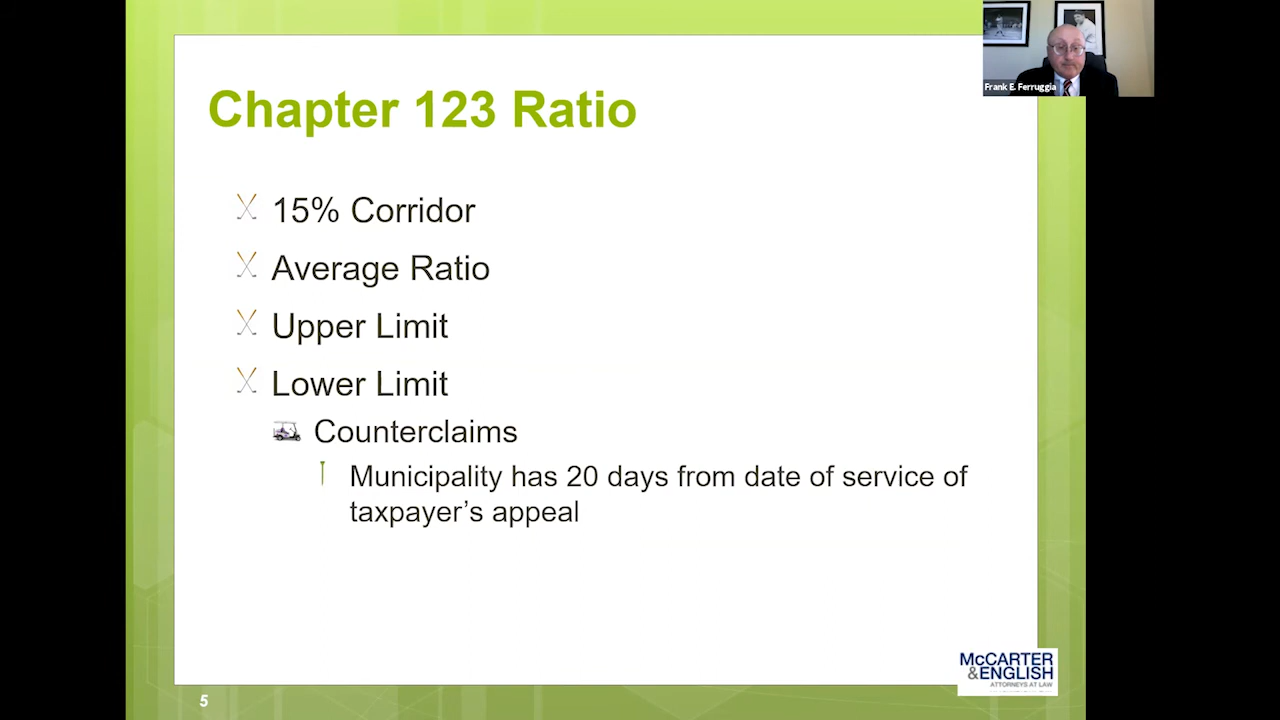 Frank E. Ferruggia
Chapter 123 Ratio
15% Corridor
Average Ratio
Upper Limit
Lower Limit
Counterclaims
Municipality has 20 days from date of service of
taxpayer’s appeal
McCARTER
&ENGLISH
ATTORNEYS AT LAW
5